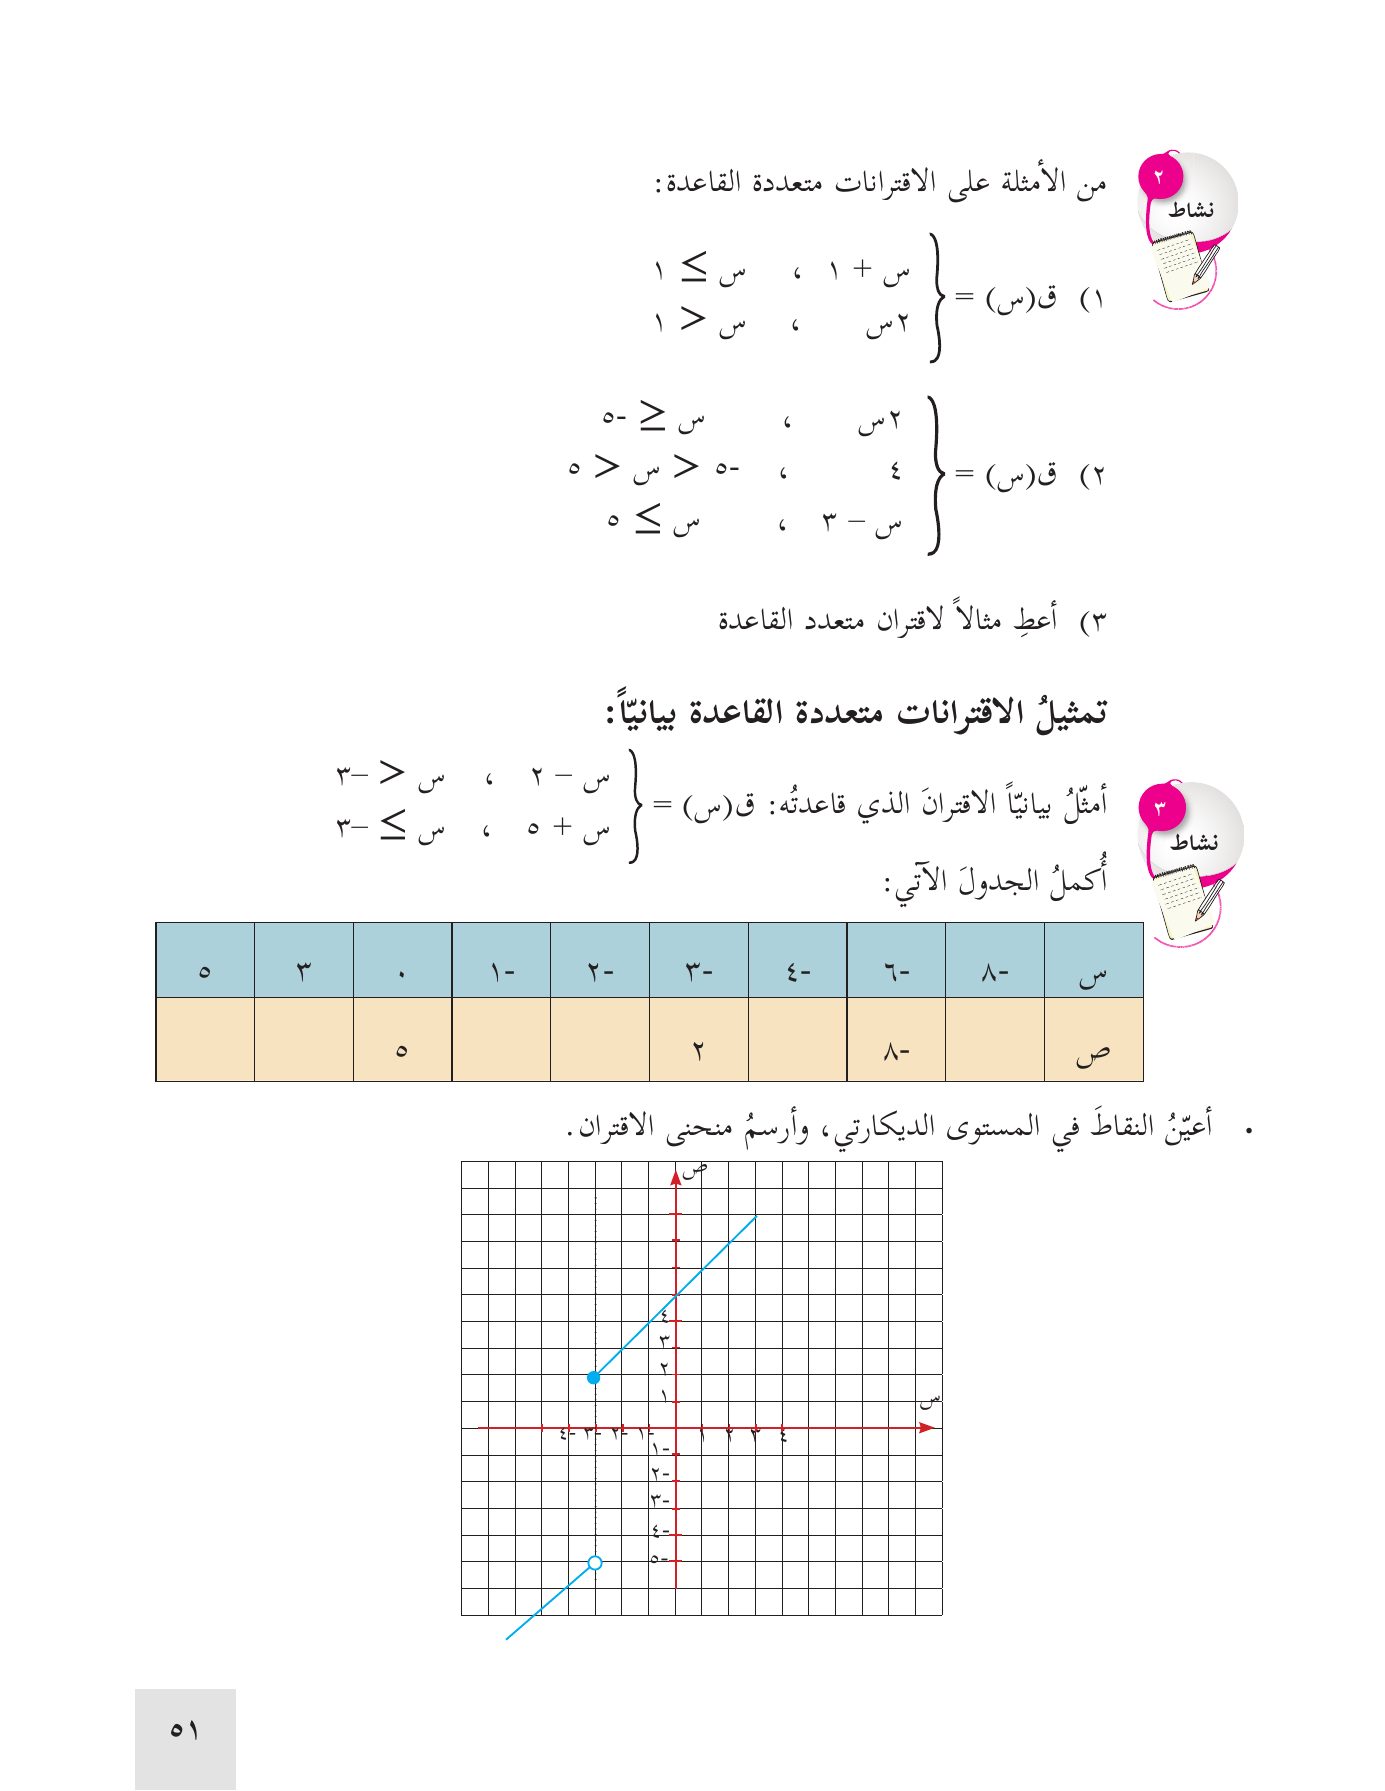 ٢
نشاط
من الأمثلة على الاقترانات متعددة القاعدة:
١) ق(س) =
س + ١ ، س ≥ ١
٢س ، س < ١
٢) ق(س) =
٢س ، س ≤ -٥
٤ ، -٥ < س < ٥
س – ٣ ، س ≥ ٥
٣) أعطِ مثالاً لاقتران متعدد القاعدة
تمثيلُ الاقترانات متعددة القاعدة بيانيّاً:
٣
نشاط
أمثّلُ بيانيّاً الاقترانَ الذي قاعدتُه: ق(س) =
س – ٢ ، س < –٣
س + ٥ ، س ≥ –٣
أُكملُ الجدولَ الآتي:
س -٨ -٦ -٤ -٣ -٢ -١ ٠ ٣ ٥
ص -٨ ٢ ٥
• أعيّنُ النقاطَ في المستوى الديكارتي، وأرسمُ منحنى الاقتران.
ص
٤
٣
٢
١
س
-٤ -٣ -٢ -١ ١ ٢ ٣ ٤
-١
-٢
-٣
-٤
-٥
٥١